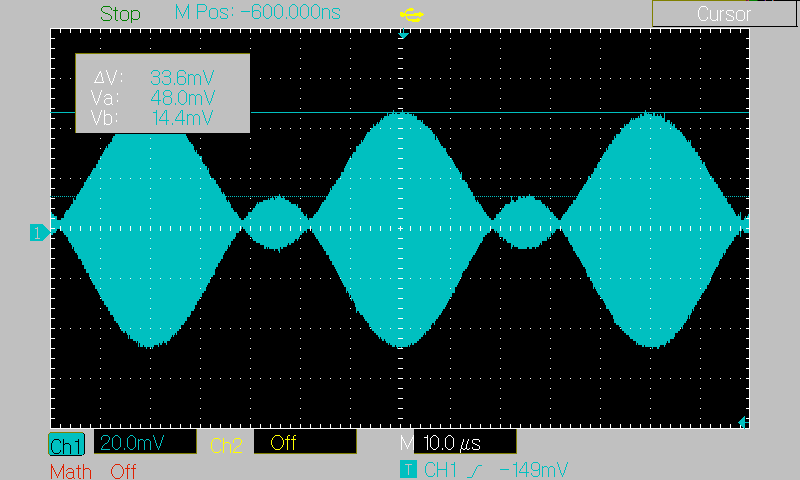 Stop M Pos: -600.000ns Cursor
ΔV: 33.6mV
Va: 48.0mV
Vb: 14.4mV
1
Ch1 20.0mV Ch2 Off M 10.0 μs
Math Off T CH1 -149mV